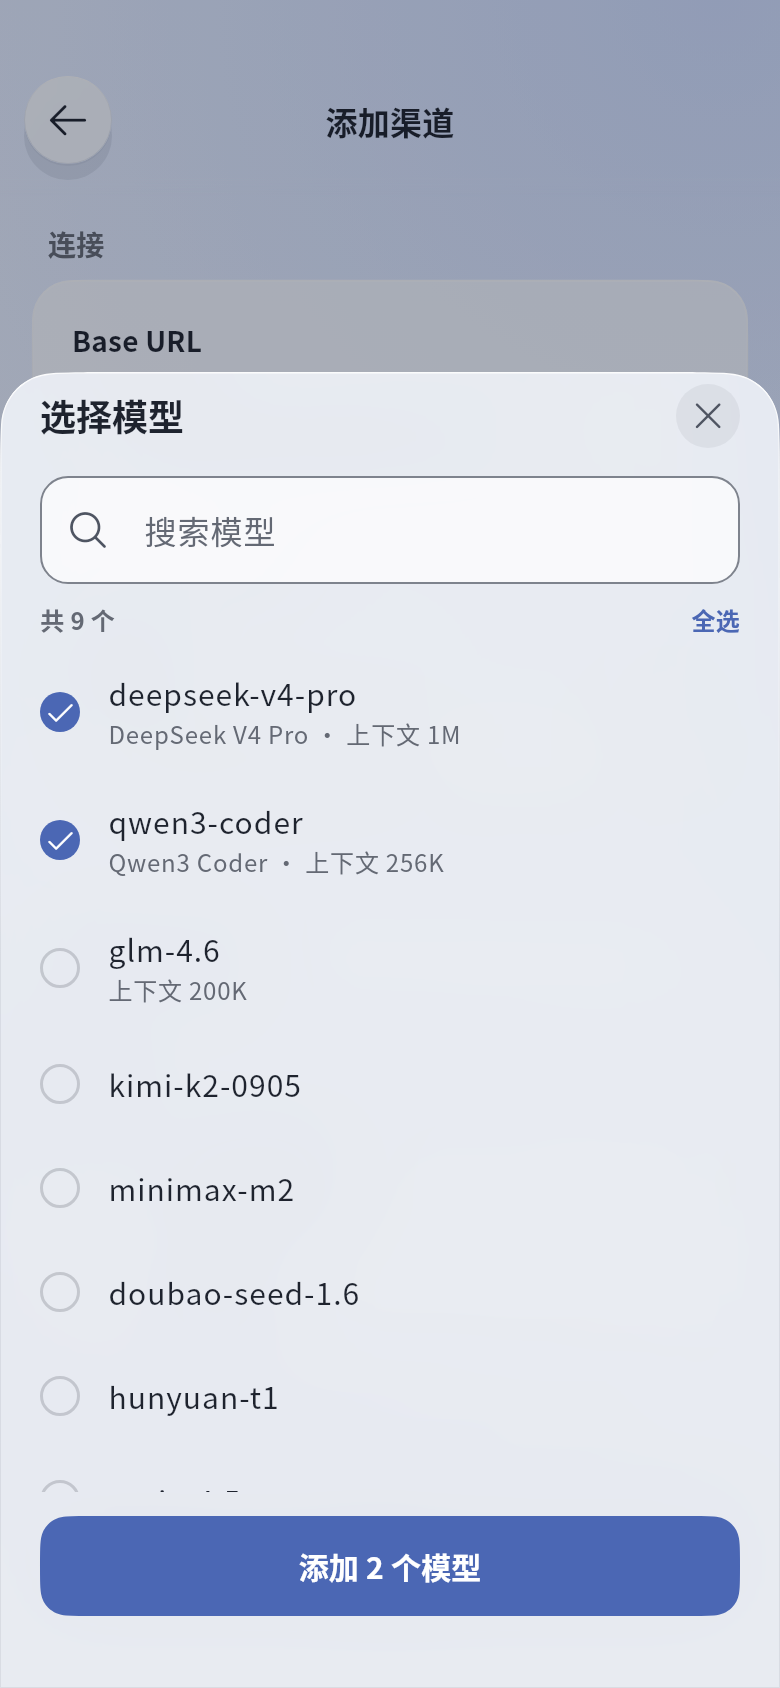 添加渠道
连接
Base URL
选择模型
搜索模型
共 9 个
全选
deepseek-v4-pro
DeepSeek V4 Pro · 上下文 1M
qwen3-coder
Qwen3 Coder · 上下文 256K
glm-4.6
上下文 200K
kimi-k2-0905
minimax-m2
doubao-seed-1.6
hunyuan-t1
添加 2 个模型